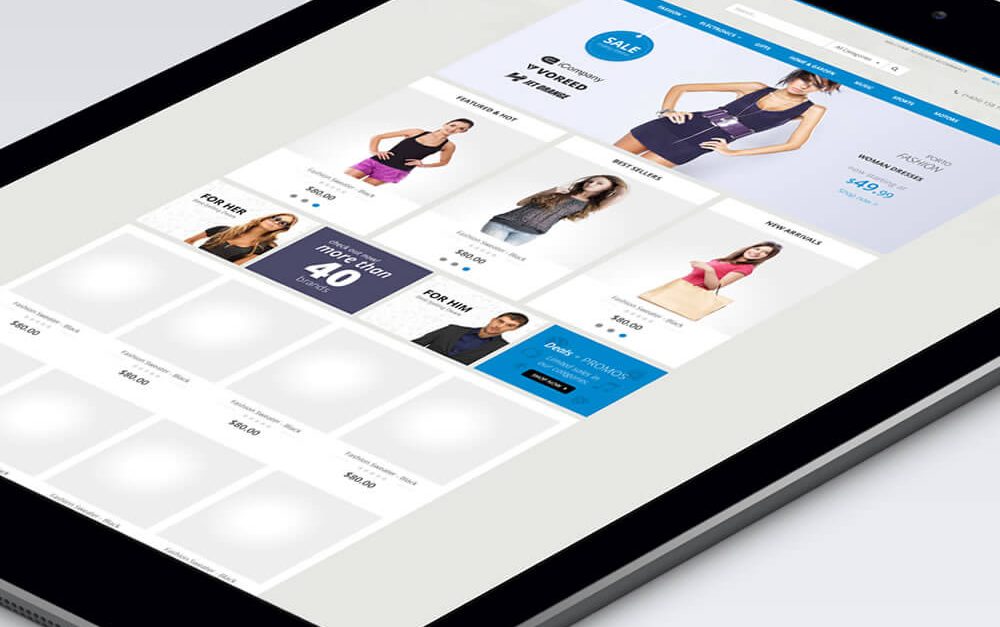 FASHION
ELECTRONICS
GIFTS
HOME & GARDEN
MUSIC
SPORTS
MOTORS
Search...
All Categories
SALE
iCompany
VOREED
JET ORANGE
PORTO
FASHION
WOMAN DRESSES
now starting at
$49.99
Shop now >
FEATURED & HOT
Fashion Sweater - Black
$80.00
BEST SELLERS
Fashion Sweater - Black
$80.00
NEW ARRIVALS
Fashion Sweater - Black
$80.00
FOR HER
check out now!
more than
40
brands
FOR HIM
Deals + PROMOS
Limited sales in
our categories.
SHOP NOW
Fashion Sweater - Black
$80.00
Fashion Sweater - Black
$80.00
Fashion Sweater - Black
$80.00
Fashion Sweater - Black
$80.00
Fashion Sweater - Black
Fashion Sweater - Black